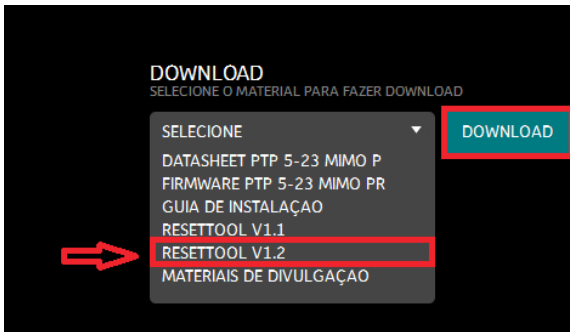 DOWNLOAD
SELECIONE O MATERIAL PARA FAZER DOWNLOAD
SELECIONE
DOWNLOAD
DATASHEET PTP 5-23 MIMO P
FIRMWARE PTP 5-23 MIMO PR
GUIA DE INSTALAÇAO
RESETTOOL V1.1
RESETTOOL V1.2
MATERIAIS DE DIVULGAÇAO